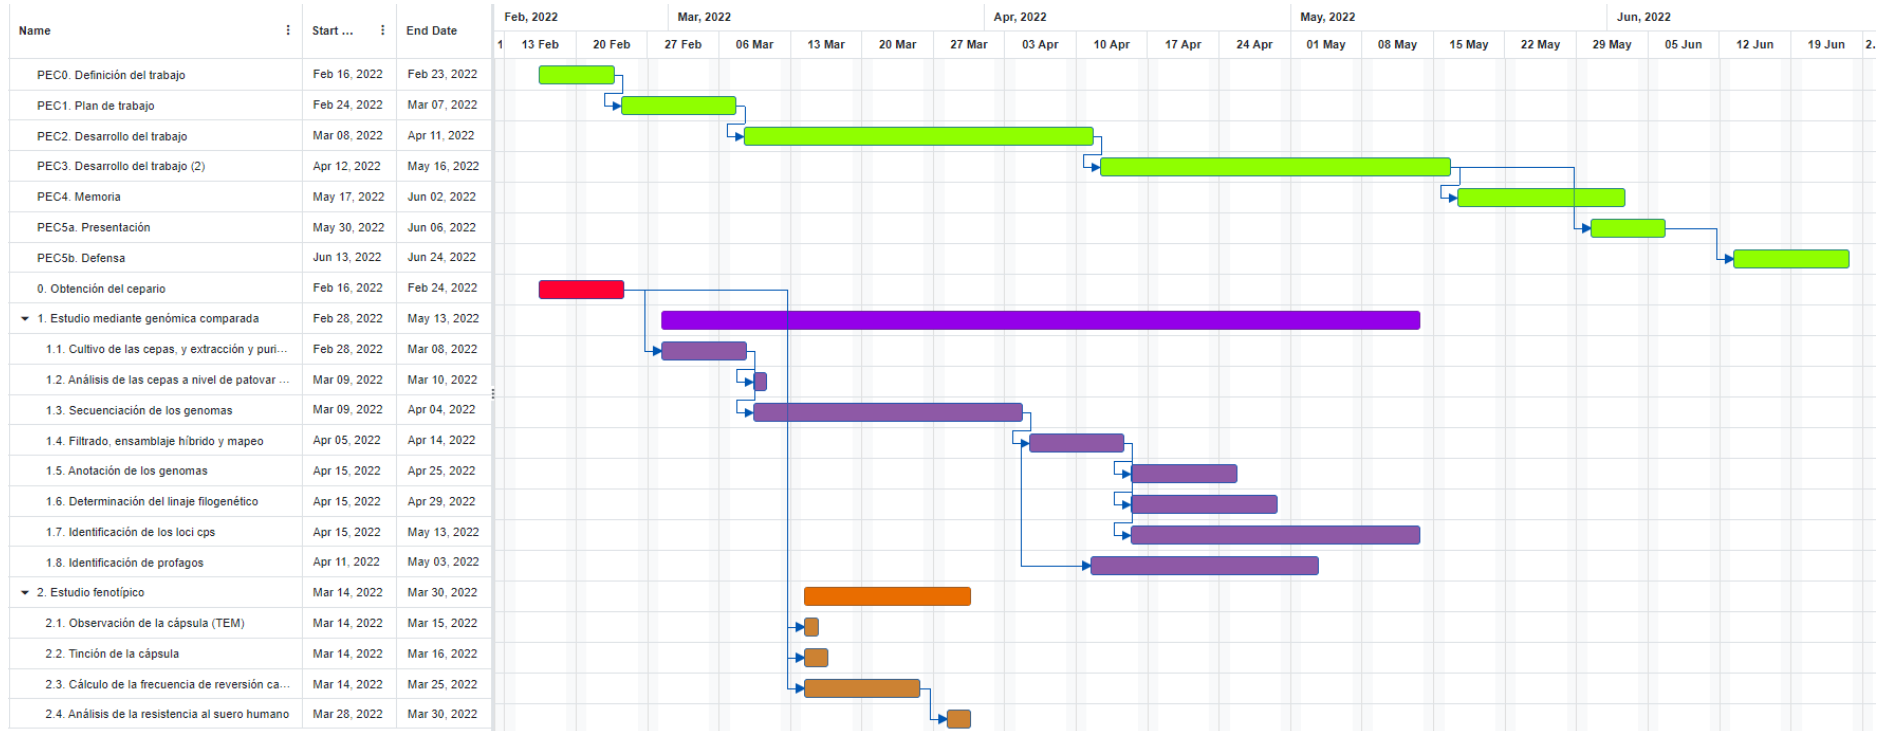 Feb, 2022 Mar, 2022 Apr, 2022 May, 2022 Jun, 2022
Name Start ... End Date
1 13 Feb 20 Feb 27 Feb 06 Mar 13 Mar 20 Mar 27 Mar 03 Apr 10 Apr 17 Apr 24 Apr 01 May 08 May 15 May 22 May 29 May 05 Jun 12 Jun 19 Jun 2.
PEC0. Definición del trabajo Feb 16, 2022 Feb 23, 2022
PEC1. Plan de trabajo Feb 24, 2022 Mar 07, 2022
PEC2. Desarrollo del trabajo Mar 08, 2022 Apr 11, 2022
PEC3. Desarrollo del trabajo (2) Apr 12, 2022 May 16, 2022
PEC4. Memoria May 17, 2022 Jun 02, 2022
PEC5a. Presentación May 30, 2022 Jun 06, 2022
PEC5b. Defensa Jun 13, 2022 Jun 24, 2022
0. Obtención del cepario Feb 16, 2022 Feb 24, 2022
1. Estudio mediante genómica comparada Feb 28, 2022 May 13, 2022
1.1. Cultivo de las cepas, y extracción y puri... Feb 28, 2022 Mar 08, 2022
1.2. Análisis de las cepas a nivel de patovar ... Mar 09, 2022 Mar 10, 2022
1.3. Secuenciación de los genomas Mar 09, 2022 Apr 04, 2022
1.4. Filtrado, ensamblaje híbrido y mapeo Apr 05, 2022 Apr 14, 2022
1.5. Anotación de los genomas Apr 15, 2022 Apr 25, 2022
1.6. Determinación del linaje filogenético Apr 15, 2022 Apr 29, 2022
1.7. Identificación de los loci cps Apr 15, 2022 May 13, 2022
1.8. Identificación de profagos Apr 11, 2022 May 03, 2022
2. Estudio fenotípico Mar 14, 2022 Mar 30, 2022
2.1. Observación de la cápsula (TEM) Mar 14, 2022 Mar 15, 2022
2.2. Tinción de la cápsula Mar 14, 2022 Mar 16, 2022
2.3. Cálculo de la frecuencia de reversión ca... Mar 14, 2022 Mar 25, 2022
2.4. Análisis de la resistencia al suero humano Mar 28, 2022 Mar 30, 2022